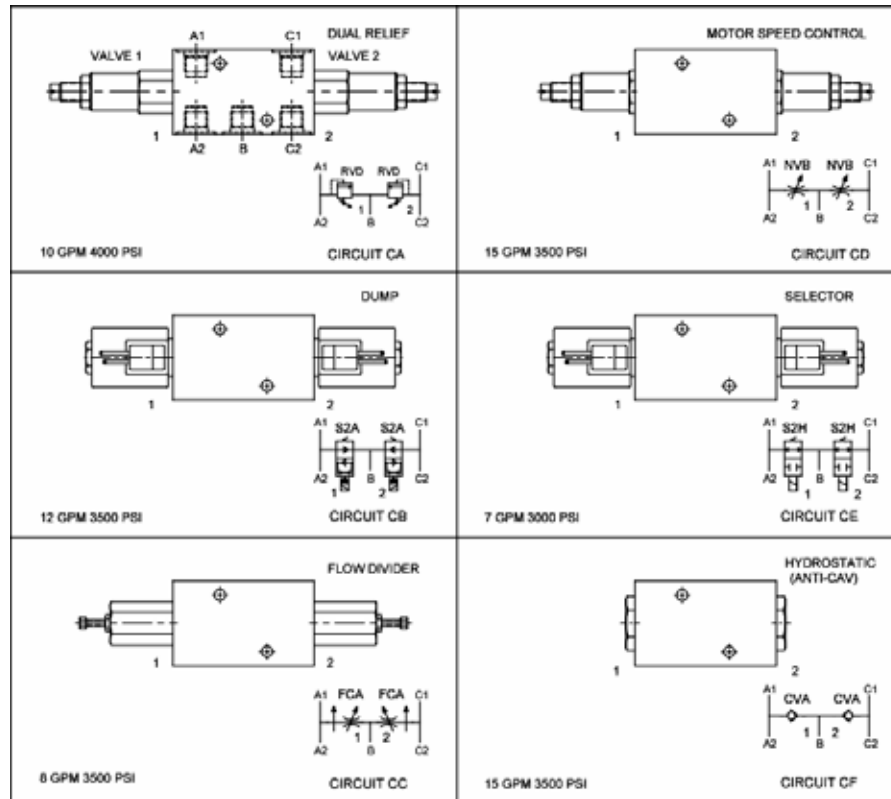 DUAL RELIEF
A1 C1
VALVE 1 VALVE 2
1 2
A2 B C2
A1 RVD RVD C1
1 2
A2 B C2
10 GPM 4000 PSI CIRCUIT CA
MOTOR SPEED CONTROL
1 2
A1 NVB NVB C1
1 2
A2 B C2
15 GPM 3500 PSI CIRCUIT CD
DUMP
1 2
A1 S2A S2A C1
A2 B C2
1 2
12 GPM 3500 PSI CIRCUIT CB
SELECTOR
1 2
A1 S2H S2H C1
A2 B C2
1 2
7 GPM 3000 PSI CIRCUIT CE
FLOW DIVIDER
1 2
A1 FCA FCA C1
1 2
A2 B C2
8 GPM 3500 PSI CIRCUIT CC
HYDROSTATIC
(ANTI-CAV)
1 2
A1 CVA CVA C1
1 2
A2 B C2
15 GPM 3500 PSI CIRCUIT CF